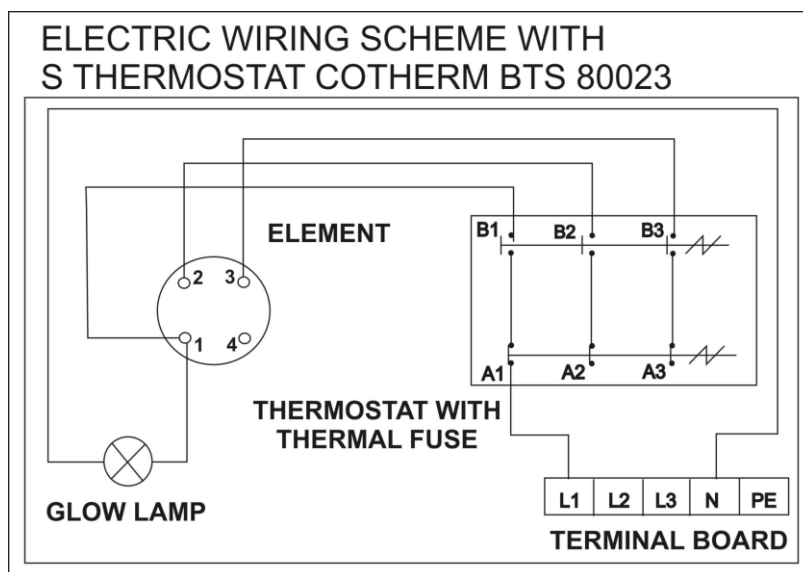 ELECTRIC WIRING SCHEME WITH
S THERMOSTAT COTHERM BTS 80023
ELEMENT
B1 B2 B3
2 3
1 4
A1 A2 A3
THERMOSTAT WITH
THERMAL FUSE
GLOW LAMP
L1 L2 L3 N PE
TERMINAL BOARD